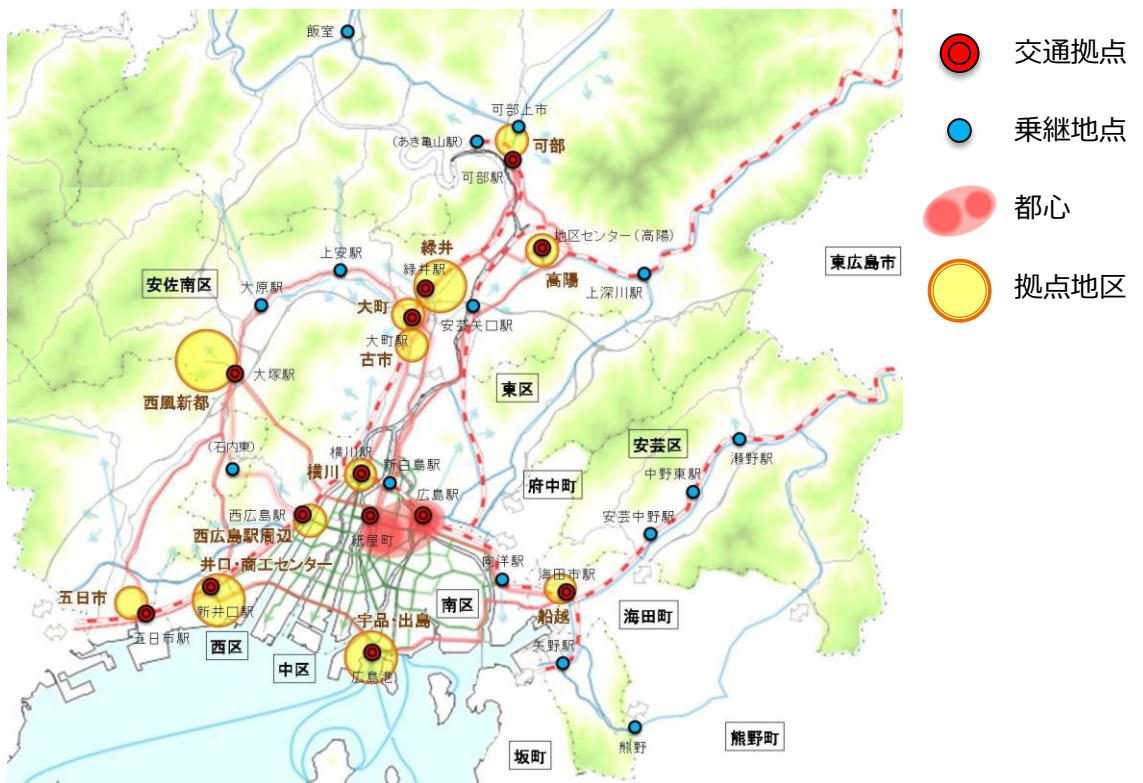 飯室
可部上市
(あき亀山駅)
可部
可部駅
地区センター(高陽)
高陽
上深川駅
緑井
緑井駅
上安駅
安佐南区
大原駅
大町
大町駅
古市
安芸矢口駅
東広島市
大塚駅
西風新都
東区
安芸区
瀬野駅
中野東駅
(石内東)
横川駅
横川
新白島駅
広島駅
府中町
西広島駅
西広島駅周辺
紙屋町
安芸中野駅
井口・商工センター
新井口駅
向洋駅
海田市駅
船越
海田町
五日市
五日市駅
南区
宇品・出島
西区
中区
広島港
矢野駅
坂町
熊野
熊野町
交通拠点
乗継地点
都心
拠点地区